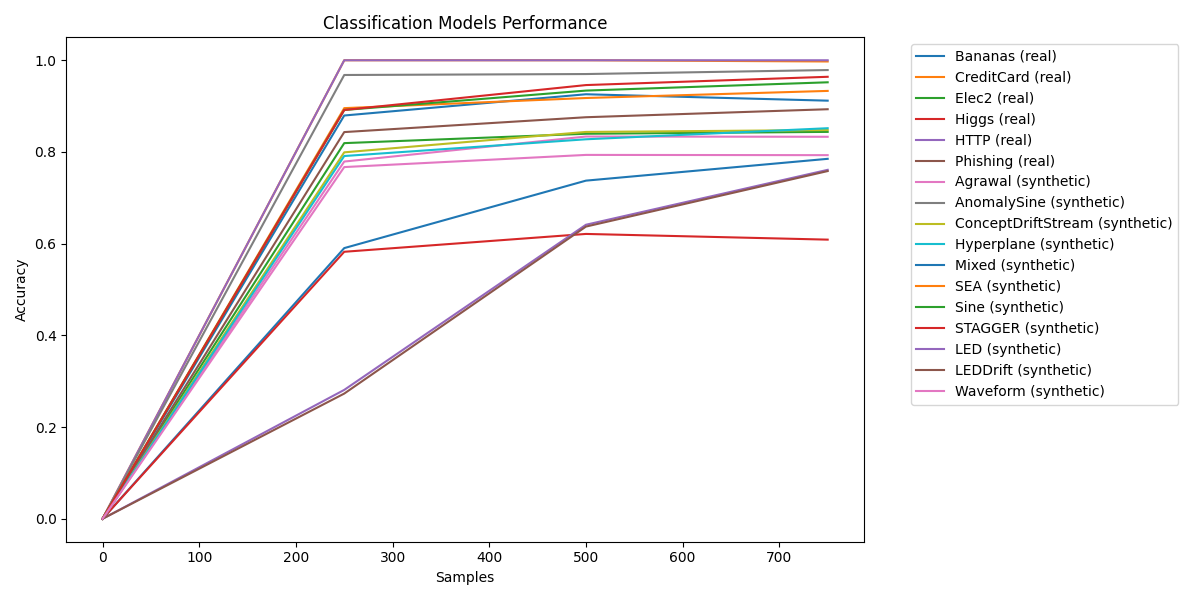 Classification Models Performance
1.0
0.8
0.6
0.4
0.2
0.0
Accuracy
0
100
200
300
400
500
600
700
Samples
Bananas (real)
CreditCard (real)
Elec2 (real)
Higgs (real)
HTTP (real)
Phishing (real)
Agrawal (synthetic)
AnomalySine (synthetic)
ConceptDriftStream (synthetic)
Hyperplane (synthetic)
Mixed (synthetic)
SEA (synthetic)
Sine (synthetic)
STAGGER (synthetic)
LED (synthetic)
LEDDrift (synthetic)
Waveform (synthetic)